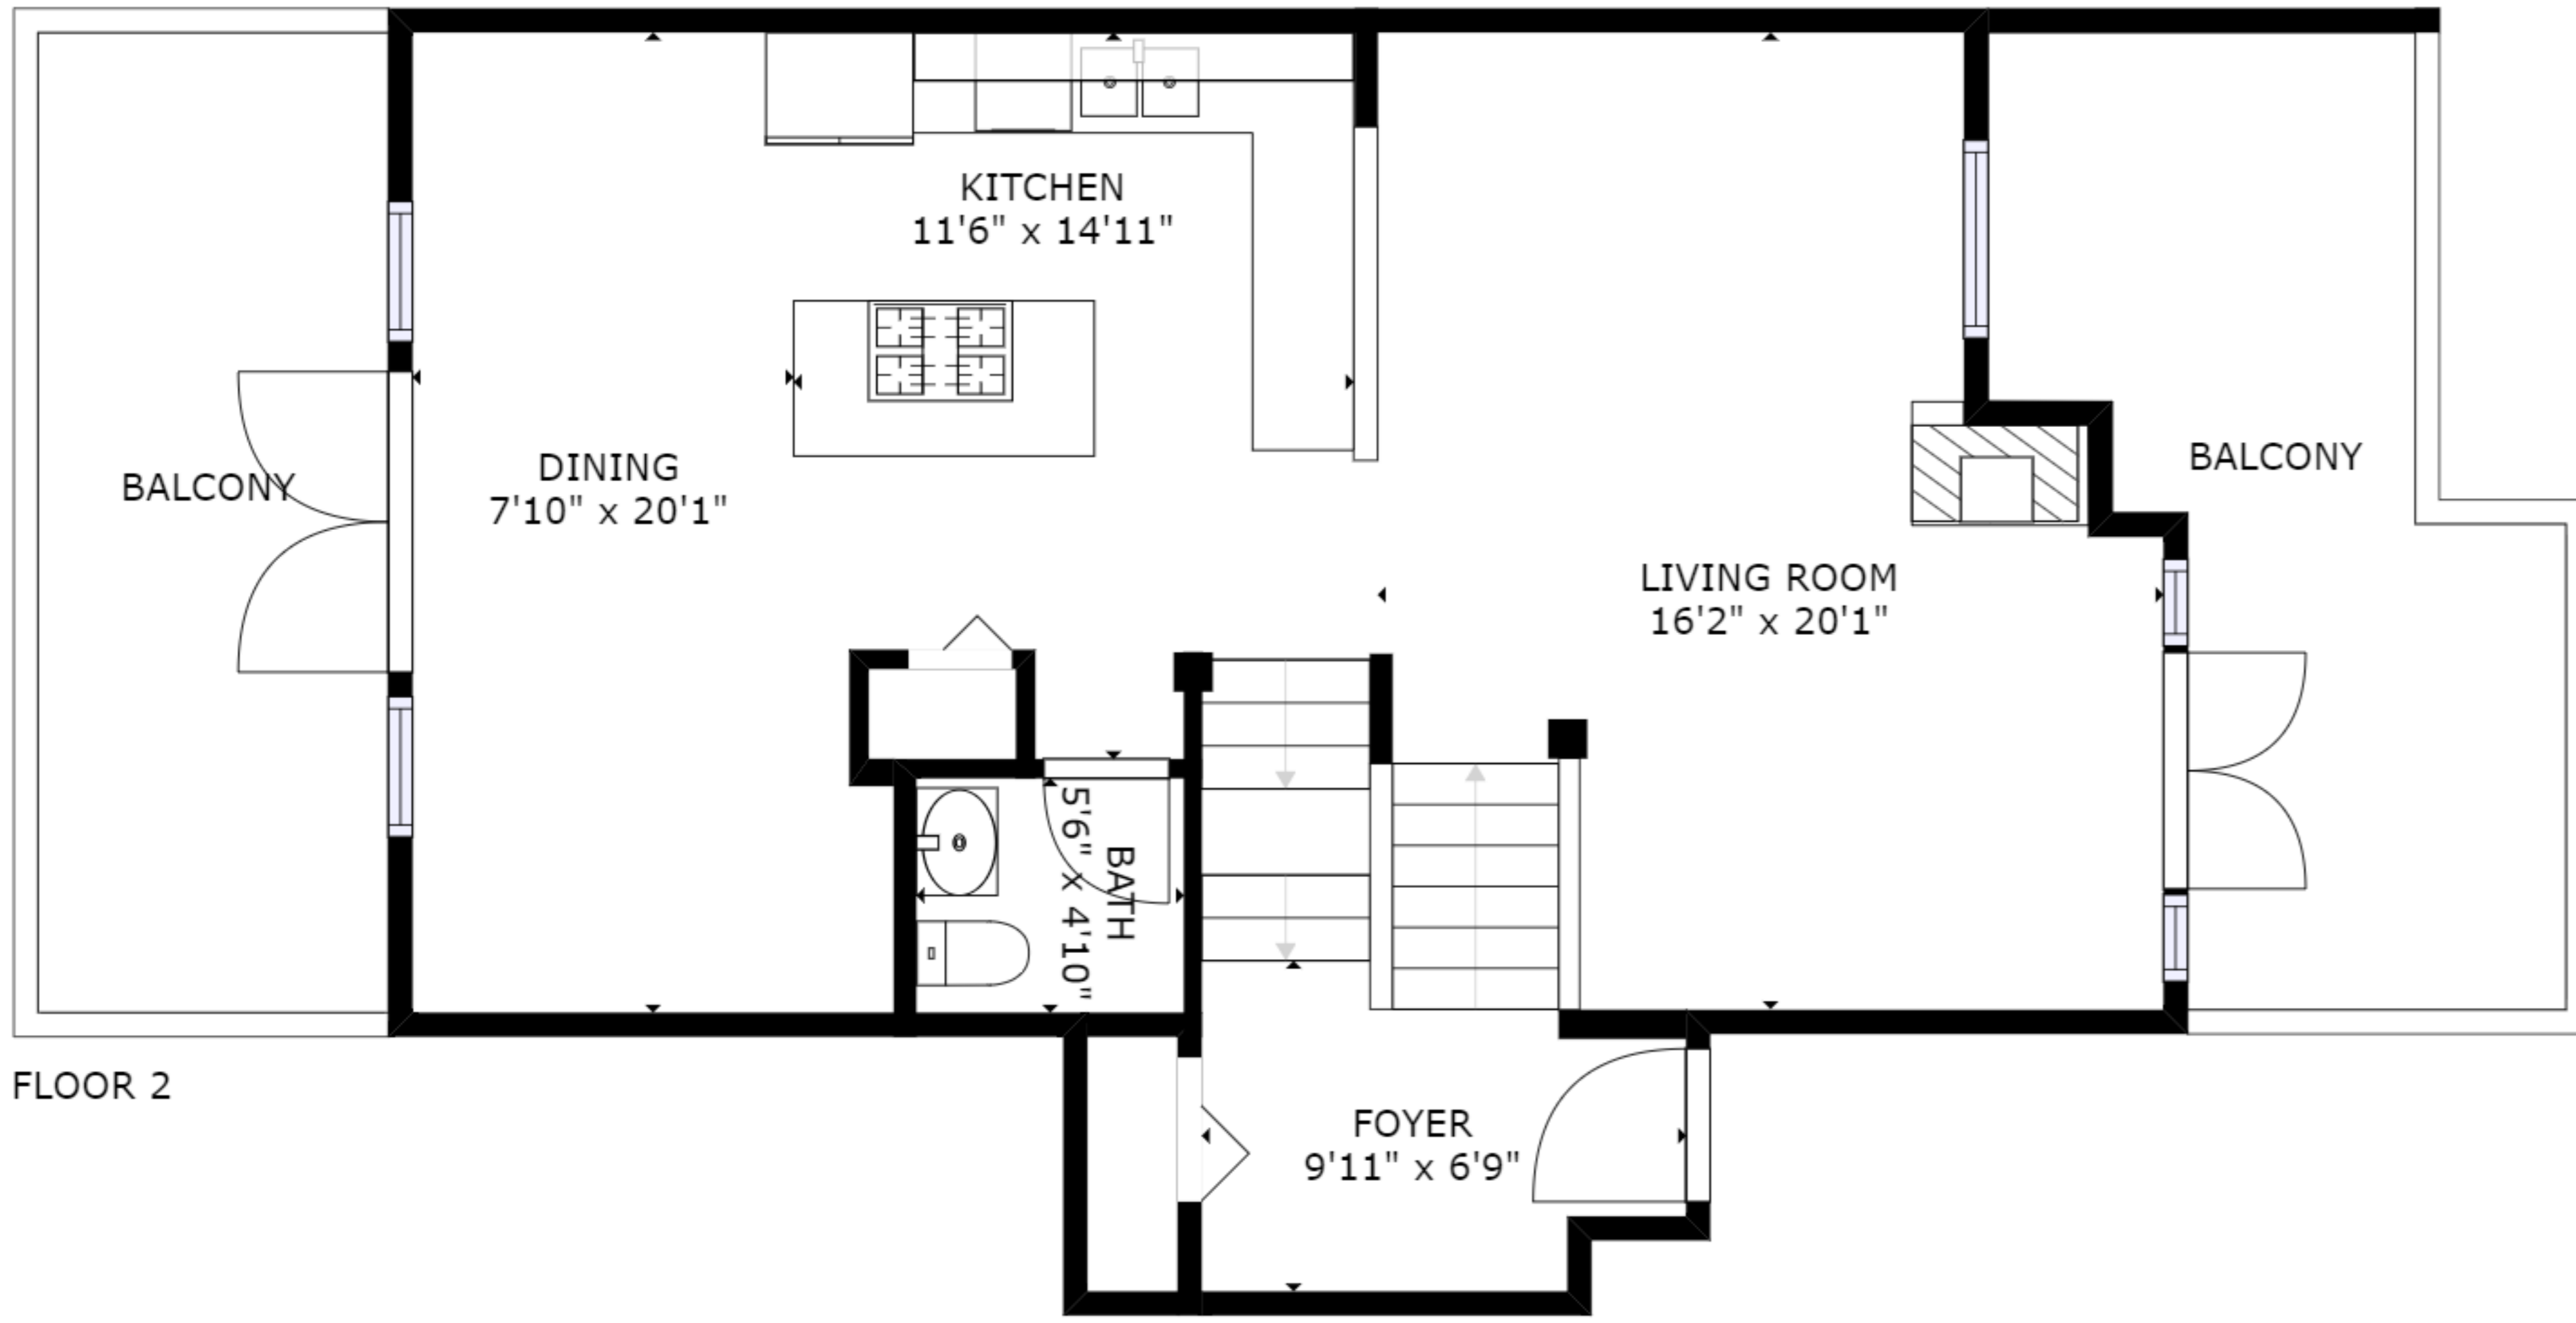 KITCHEN
11'6" x 14'11"
DINING
7'10" x 20'1"
BALCONY
BALCONY
LIVING ROOM
16'2" x 20'1"
BATH
5'6" x 4'10"
FLOOR 2
FOYER
9'11" x 6'9"